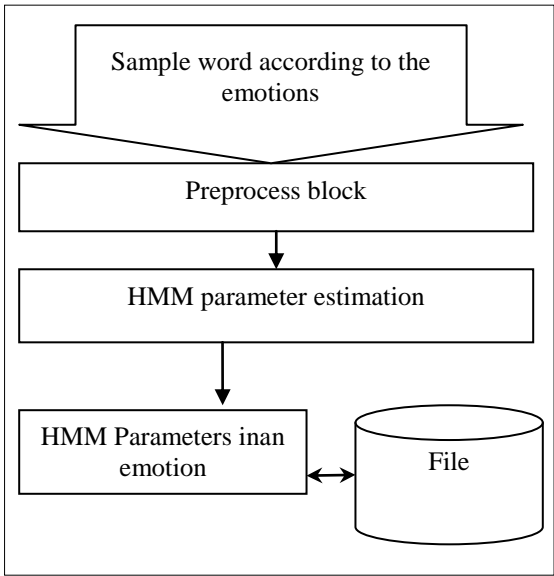 Sample word according to the
emotions
Preprocess block
HMM parameter estimation
HMM Parameters inan
emotion
File